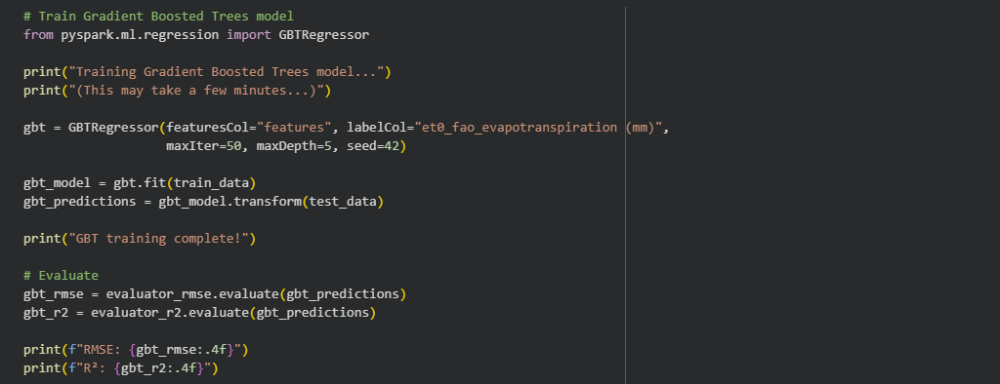 # Train Gradient Boosted Trees model
from pyspark.ml.regression import GBTRegressor
print("Training Gradient Boosted Trees model...")
print("(This may take a few minutes...)")
gbt = GBTRegressor(featuresCol="features", labelCol="et0_fao_evapotranspiration (mm)",
                   maxIter=50, maxDepth=5, seed=42)
gbt_model = gbt.fit(train_data)
gbt_predictions = gbt_model.transform(test_data)
print("GBT training complete!")
# Evaluate
gbt_rmse = evaluator_rmse.evaluate(gbt_predictions)
gbt_r2 = evaluator_r2.evaluate(gbt_predictions)
print(f"RMSE: {gbt_rmse:.4f}")
print(f"R²: {gbt_r2:.4f}")